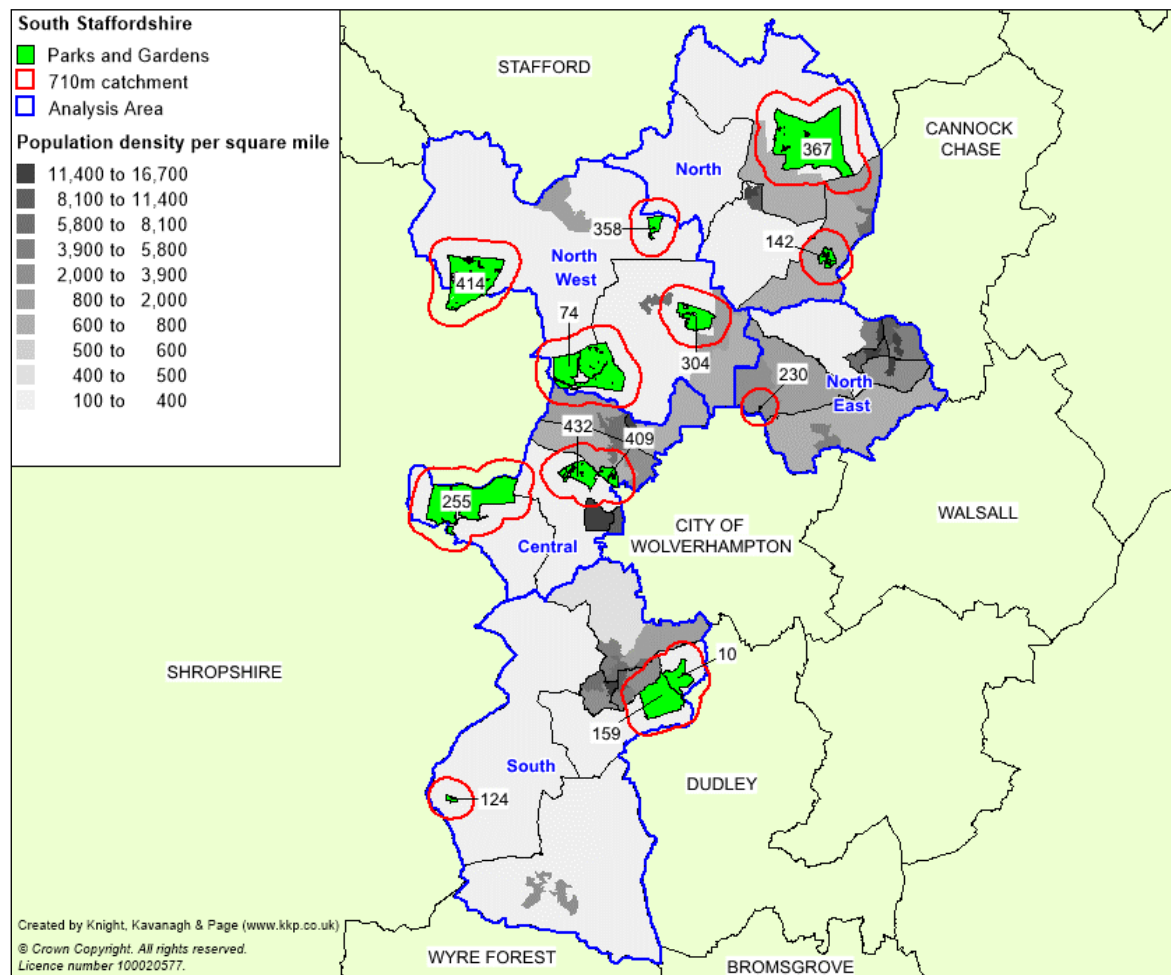 South Staffordshire
Parks and Gardens
710m catchment
Analysis Area
Population density per square mile
11,400 to 16,700
8,100 to 11,400
5,800 to 8,100
3,900 to 5,800
2,000 to 3,900
800 to 2,000
600 to 800
500 to 600
400 to 500
100 to 400
STAFFORD
CANNOCK
CHASE
367
North
358
142
North
West
414
74
304
230
North
East
432
409
255
CITY OF
WOLVERHAMPTON
WALSALL
Central
SHROPSHIRE
10
159
South
DUDLEY
124
Created by Knight, Kavanagh & Page (www.kkp.co.uk)
© Crown Copyright. All rights reserved.
Licence number 100020577.
WYRE FOREST
BROMSGROVE